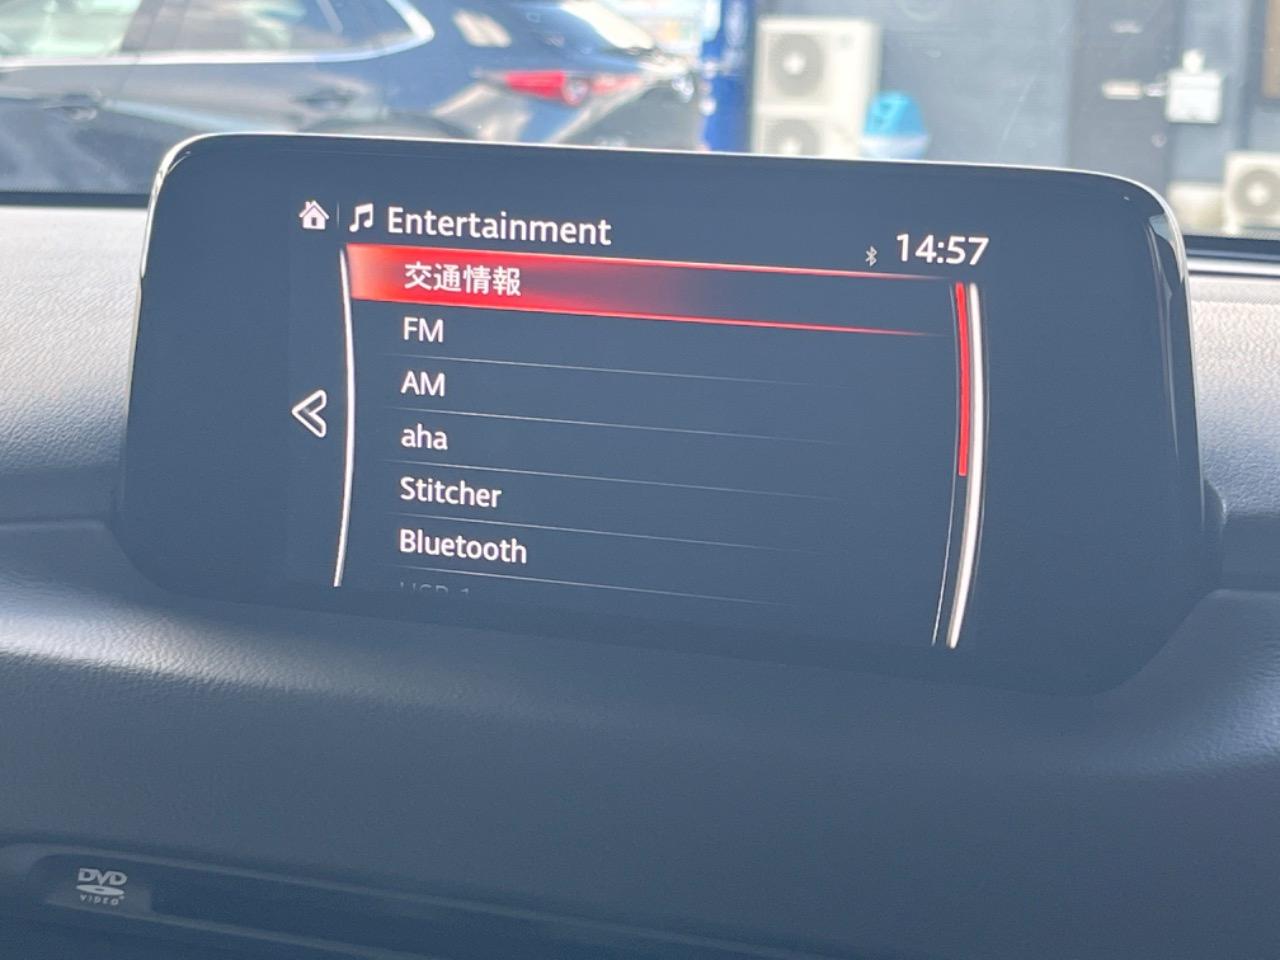 Entertainment
14:57
交通情報
FM
AM
aha
Stitcher
Bluetooth
DVD
VIDEO